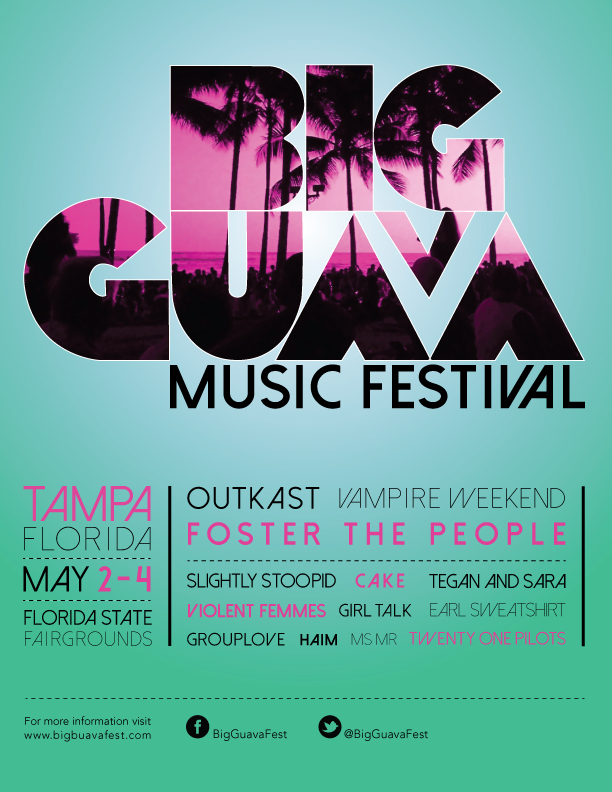 BIG
GUAVA
MUSIC FESTIVAL
TAMPA
FLORIDA
MAY 2-4
FLORIDA STATE
FAIRGROUNDS
OUTKAST VAMPIRE WEEKEND
FOSTER THE PEOPLE
SLIGHTLY STOOPID CAKE TEGAN AND SARA
VIOLENT FEMMES GIRL TALK EARL SWEATSHIRT
GROUPLOVE HAIM MS MR TWENTY ONE PILOTS
For more information visit
www.bigbuavafest.com
f BigGuavaFest @BigGuavaFest